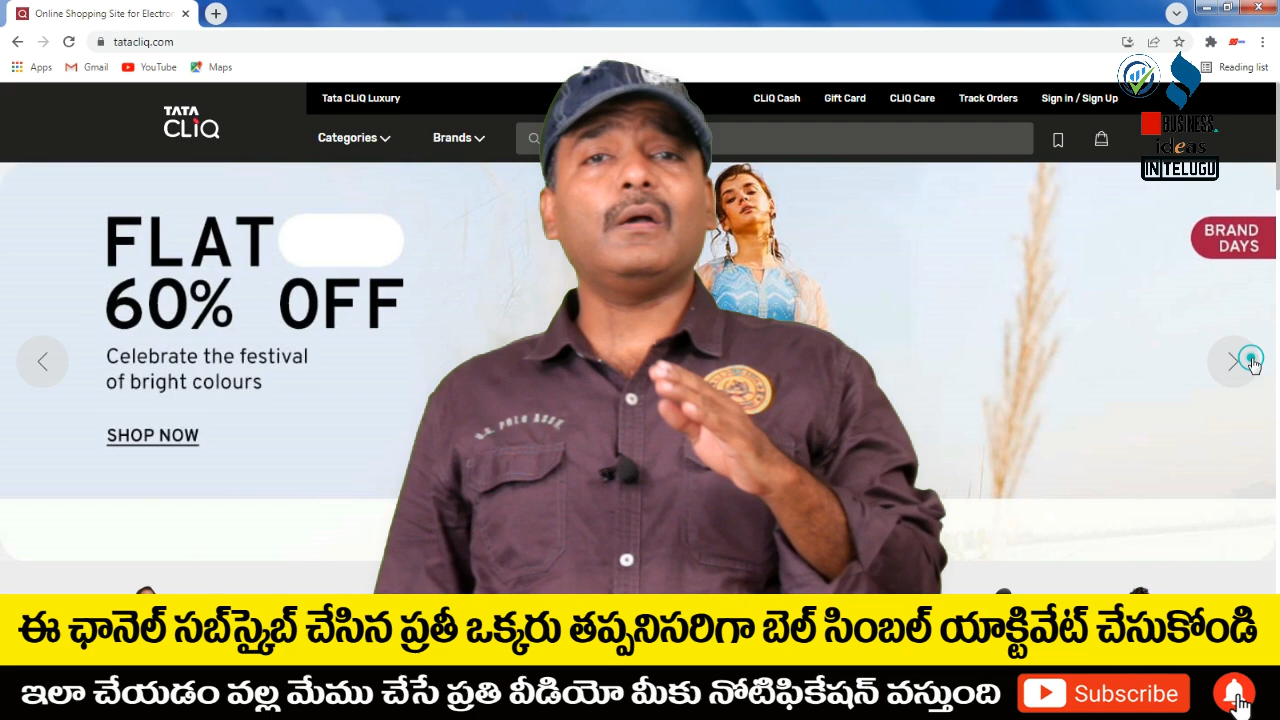 Online Shopping Site for Electron
tatacliq.com
Apps Gmail YouTube Maps Reading list
Tata CLiQ Luxury CLiQ Cash Gift Card CLiQ Care Track Orders Sign in / Sign Up
TATA
CLiQ
Categories Brands
BUSINESS
ideas
IN TELUGU
FLAT
60% OFF
BRAND
DAYS
Celebrate the festival
of bright colours
SHOP NOW
U.S. POLO ASSN.
ఈ ఛానెల్ సబ్‌స్క్రైబ్ చేసిన ప్రతీ ఒక్కరు తప్పనిసరిగా బెల్ సింబల్ యాక్టివేట్ చేసుకోండి
ఇలా చేయడం వల్ల మేము చేసే ప్రతి వీడియో మీకు నోటిఫికేషన్ వస్తుంది Subscribe